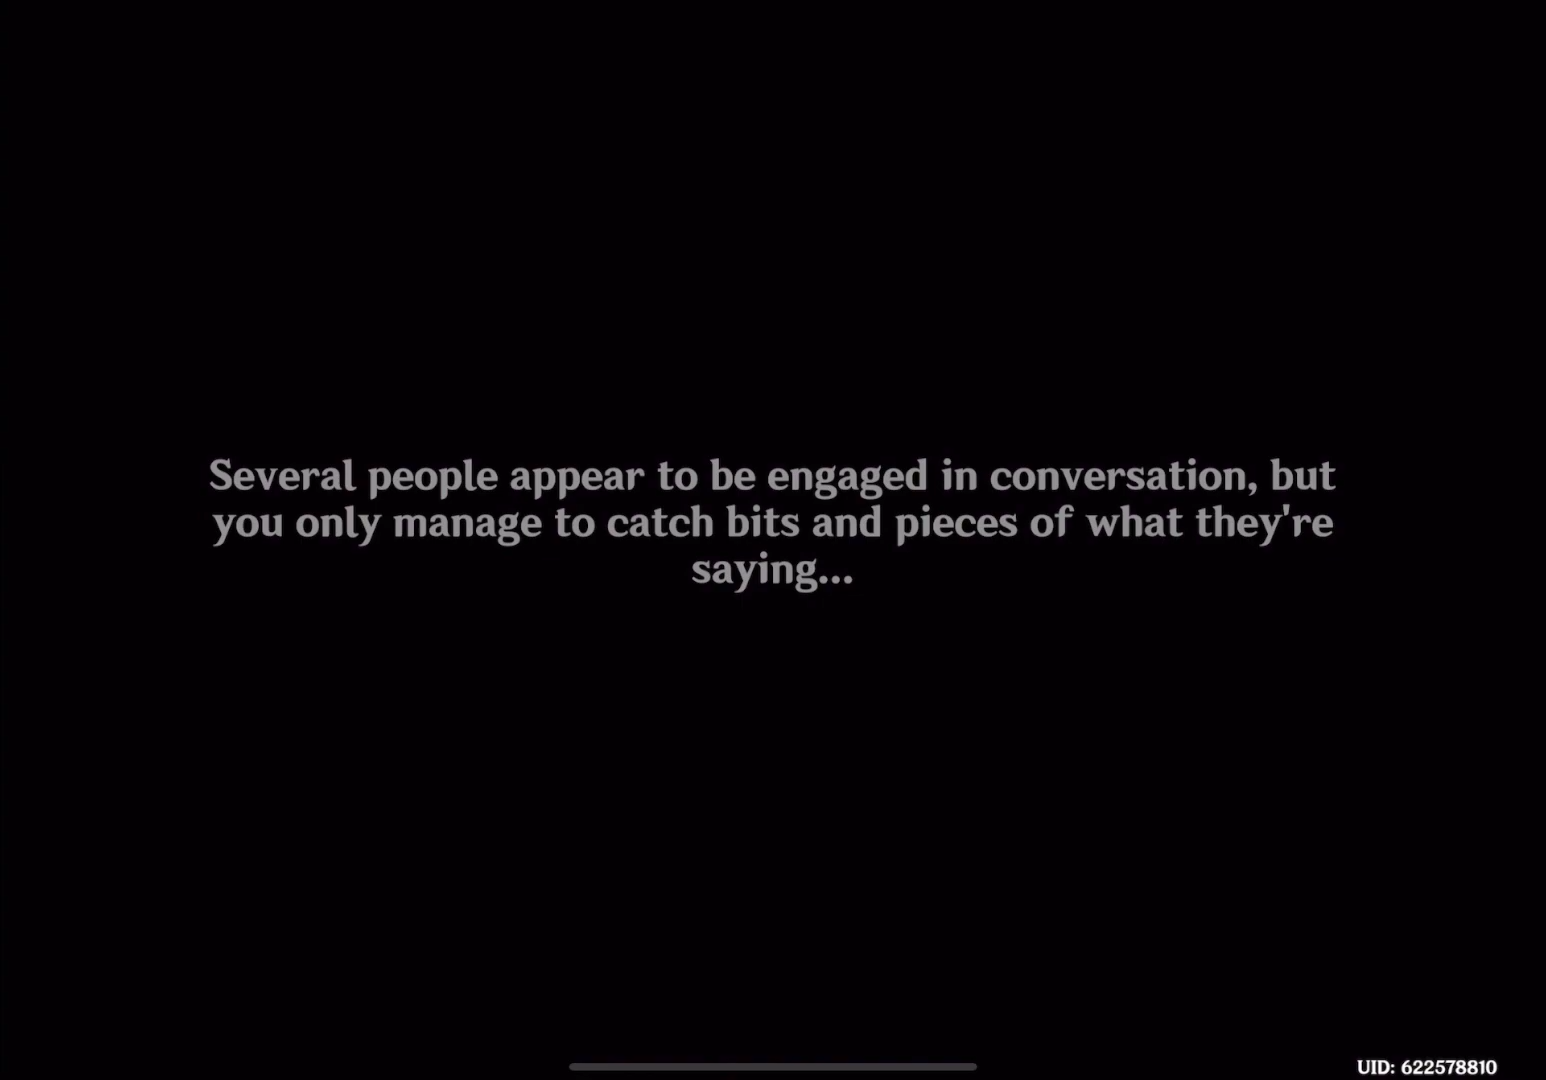 Several people appear to be engaged in conversation, but
you only manage to catch bits and pieces of what they're
saying...
UID: 622578810